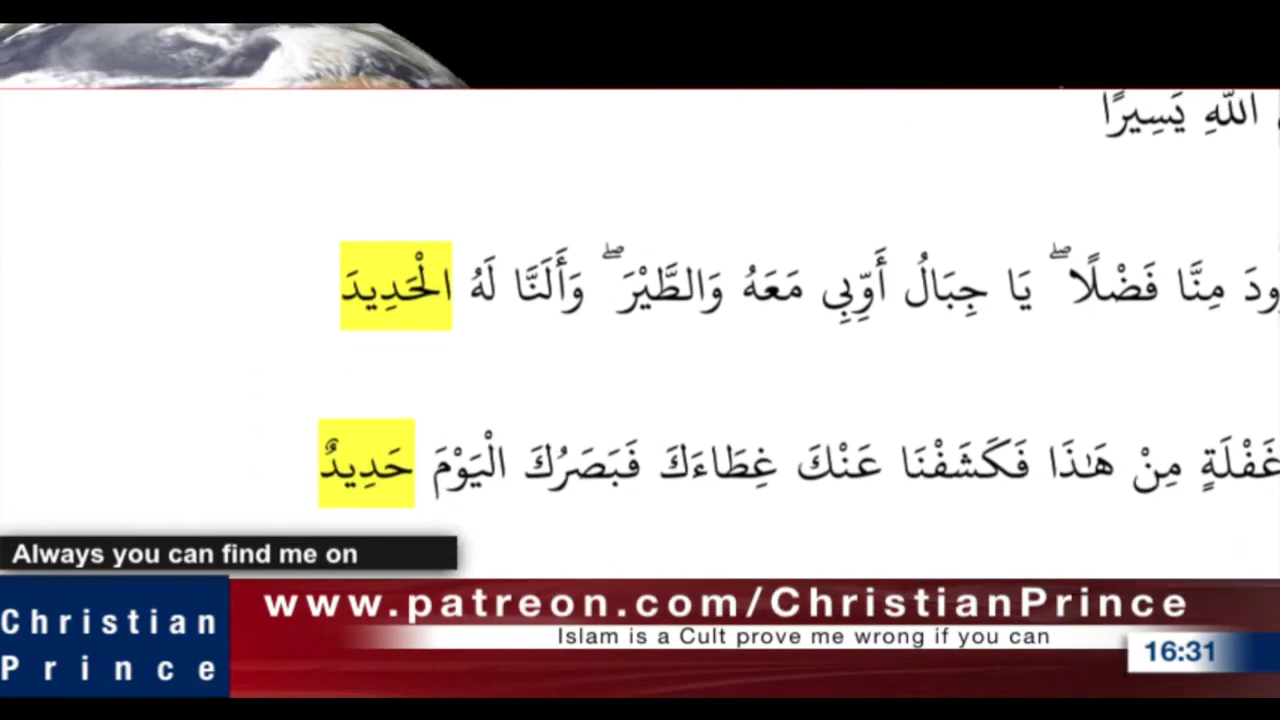 اللَّهِ يَسِيرًا
مِنَّا فَضْلًا ۖ يَا جِبَالُ أَوِّبِي مَعَهُ وَالطَّيْرَ ۖ وَأَلَنَّا لَهُ الْحَدِيدَ
غَفْلَةٍ مِنْ هَٰذَا فَكَشَفْنَا عَنْكَ غِطَاءَكَ فَبَصَرُكَ الْيَوْمَ حَدِيدٌ
Always you can find me on
Christian
Prince
www.patreon.com/ChristianPrince
Islam is a Cult prove me wrong if you can
16:31